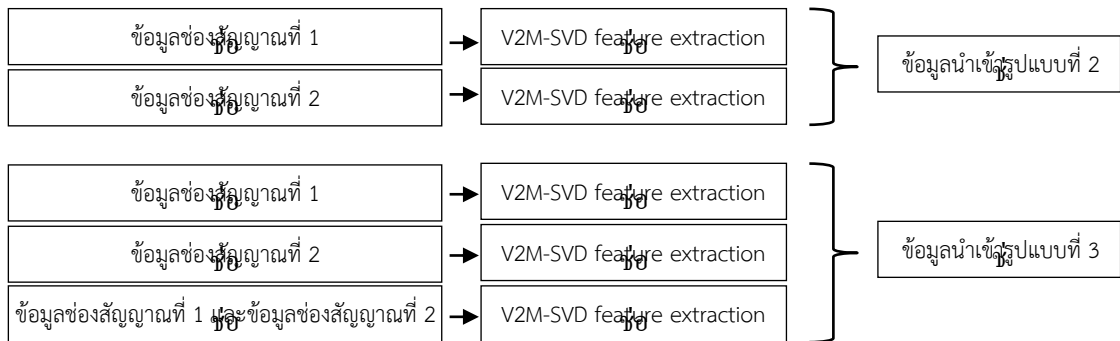 ข้อมูลช่องสัญญาณที่ 1
V2M-SVD feature extraction
ข้อมูลช่องสัญญาณที่ 2
V2M-SVD feature extraction
ข้อมูลนำเข้ารูปแบบที่ 2
ข้อมูลช่องสัญญาณที่ 1
V2M-SVD feature extraction
ข้อมูลช่องสัญญาณที่ 2
V2M-SVD feature extraction
ข้อมูลช่องสัญญาณที่ 1 และข้อมูลช่องสัญญาณที่ 2
V2M-SVD feature extraction
ข้อมูลนำเข้ารูปแบบที่ 3